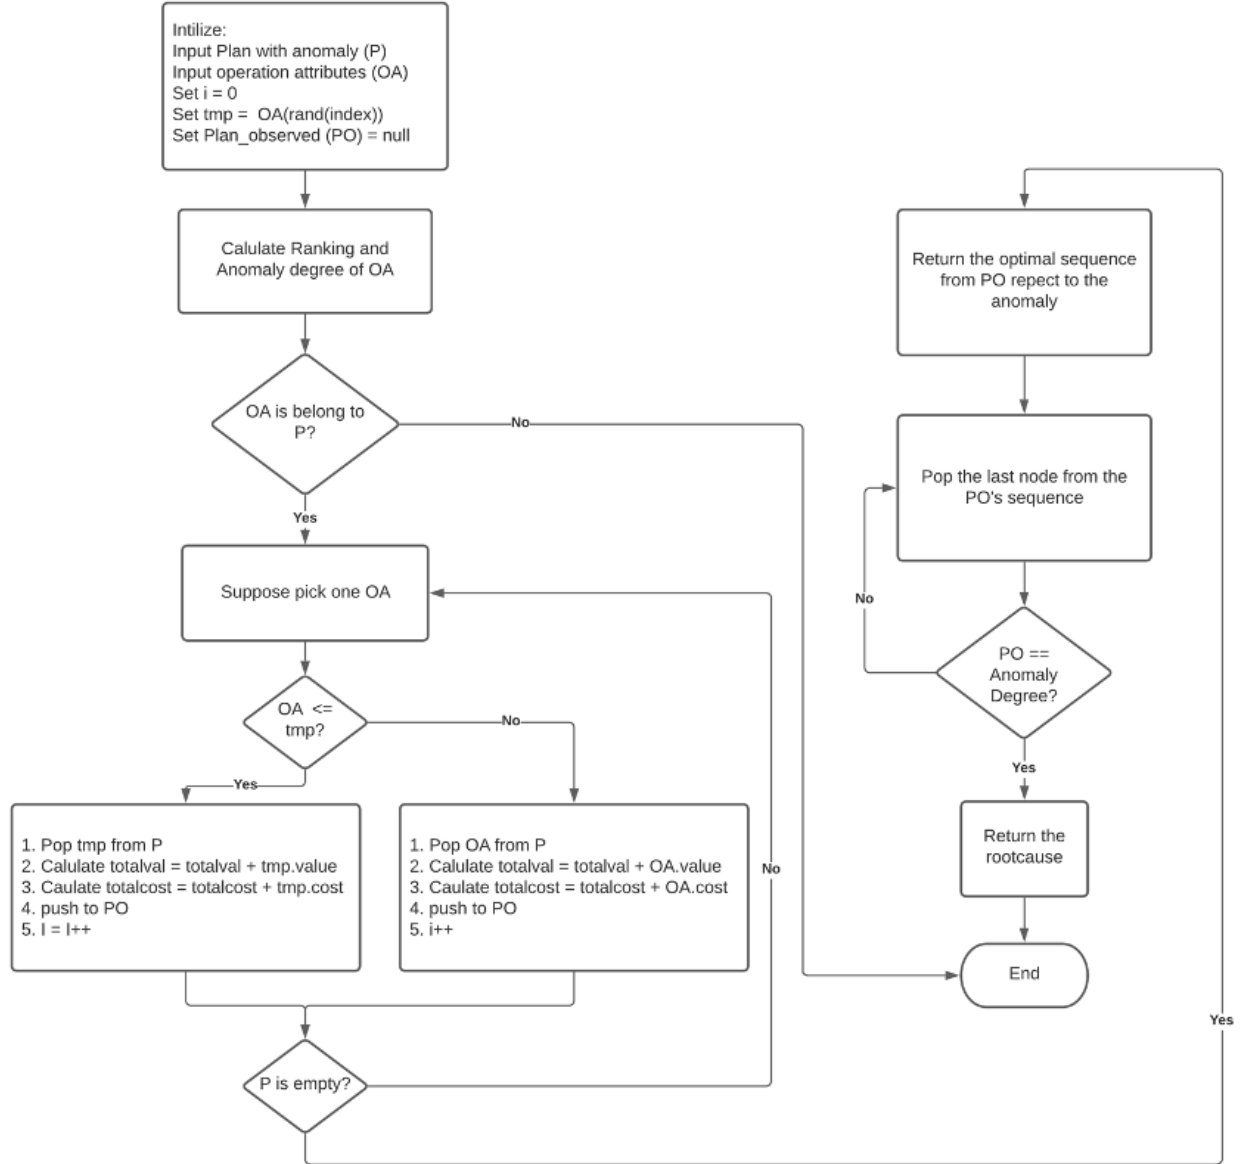 Intilize:
Input Plan with anomaly (P)
Input operation attributes (OA)
Set i = 0
Set tmp =  OA(rand(index))
Set Plan_observed (PO) = null
Calulate Ranking and
Anomaly degree of OA
OA is belong to
P?
No
Yes
Suppose pick one OA
OA  <=
tmp?
No
Yes
1. Pop tmp from P
2. Calulate totalval = totalval + tmp.value
3. Caulate totalcost = totalcost + tmp.cost
4. push to PO
5. I = I++
1. Pop OA from P
2. Calulate totalval = totalval + OA.value
3. Caulate totalcost = totalcost + OA.cost
4. push to PO
5. i++
No
P is empty?
Yes
Return the optimal sequence
from PO repect to the
anomaly
Pop the last node from the
PO's sequence
No
PO ==
Anomaly
Degree?
Yes
Return the
rootcause
End